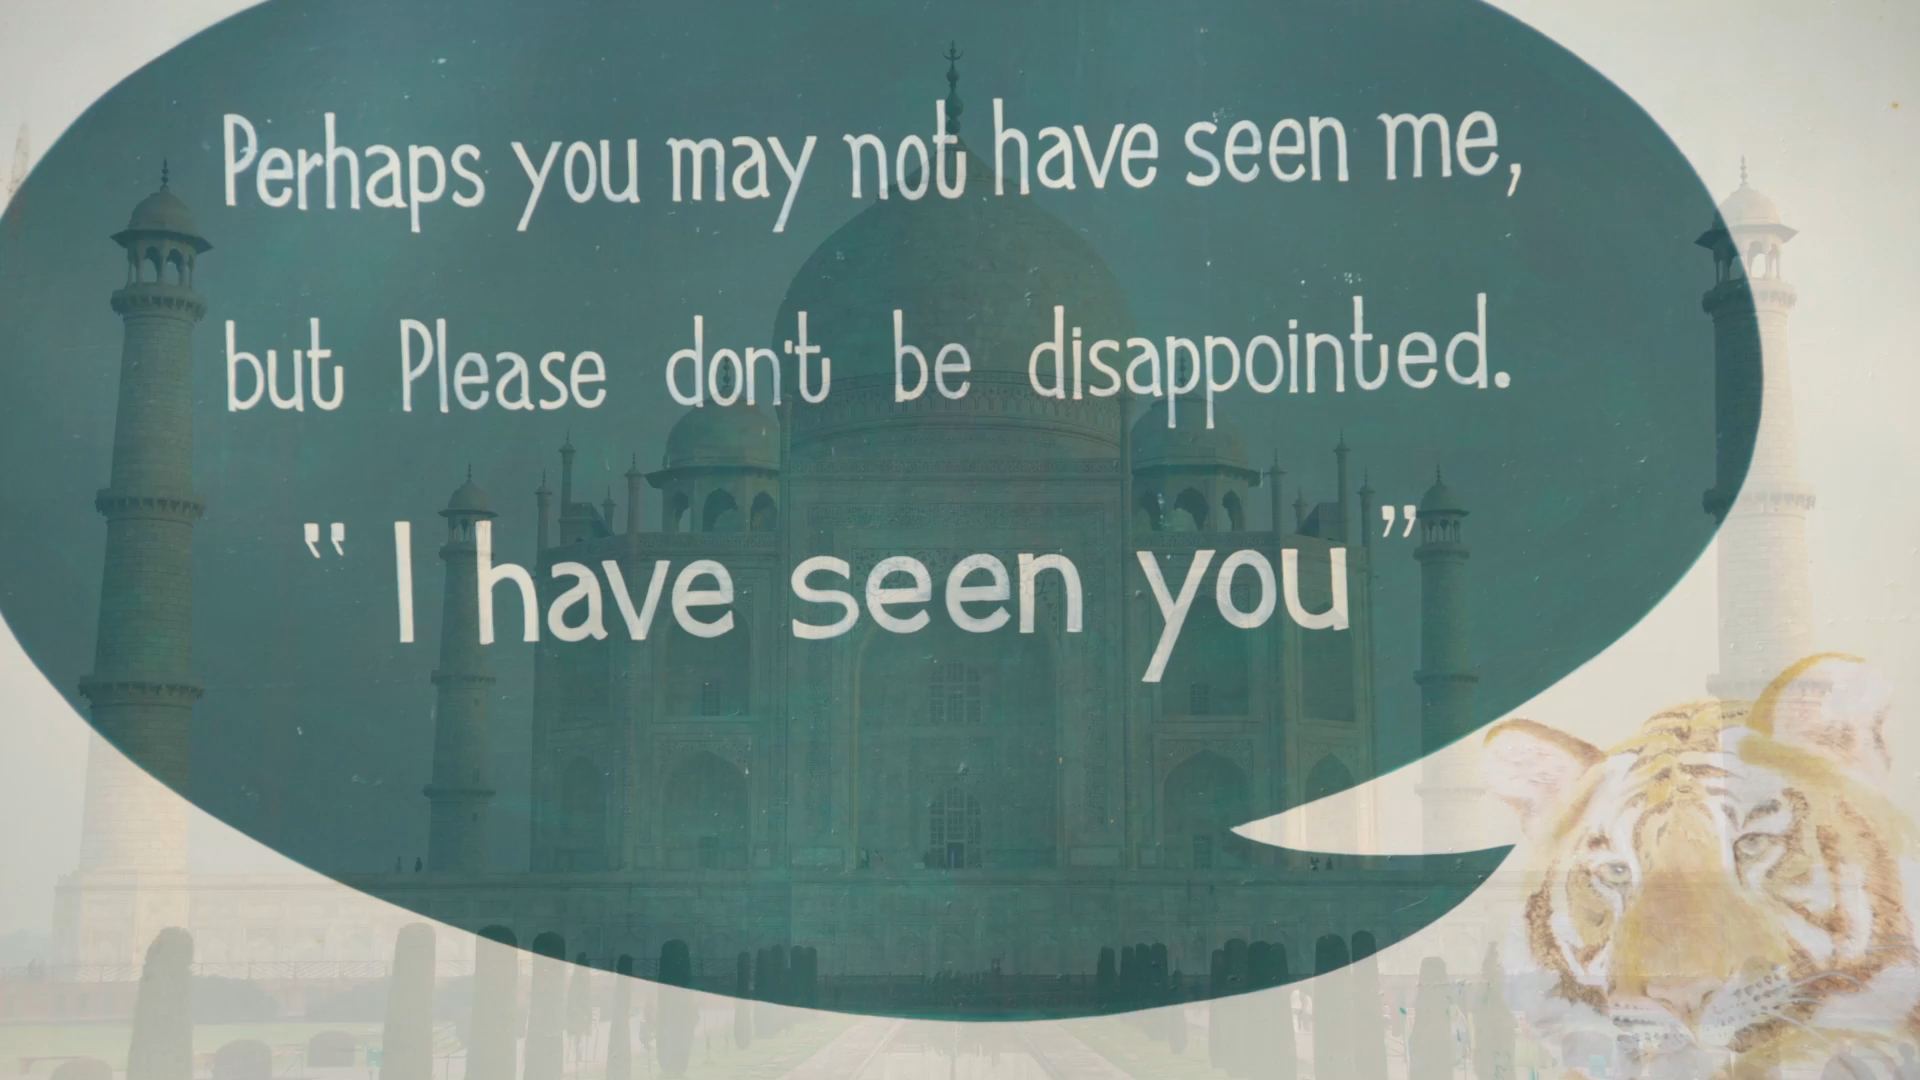 Perhaps you may not have seen me,
but Please don't be disappointed.
" I have seen you "